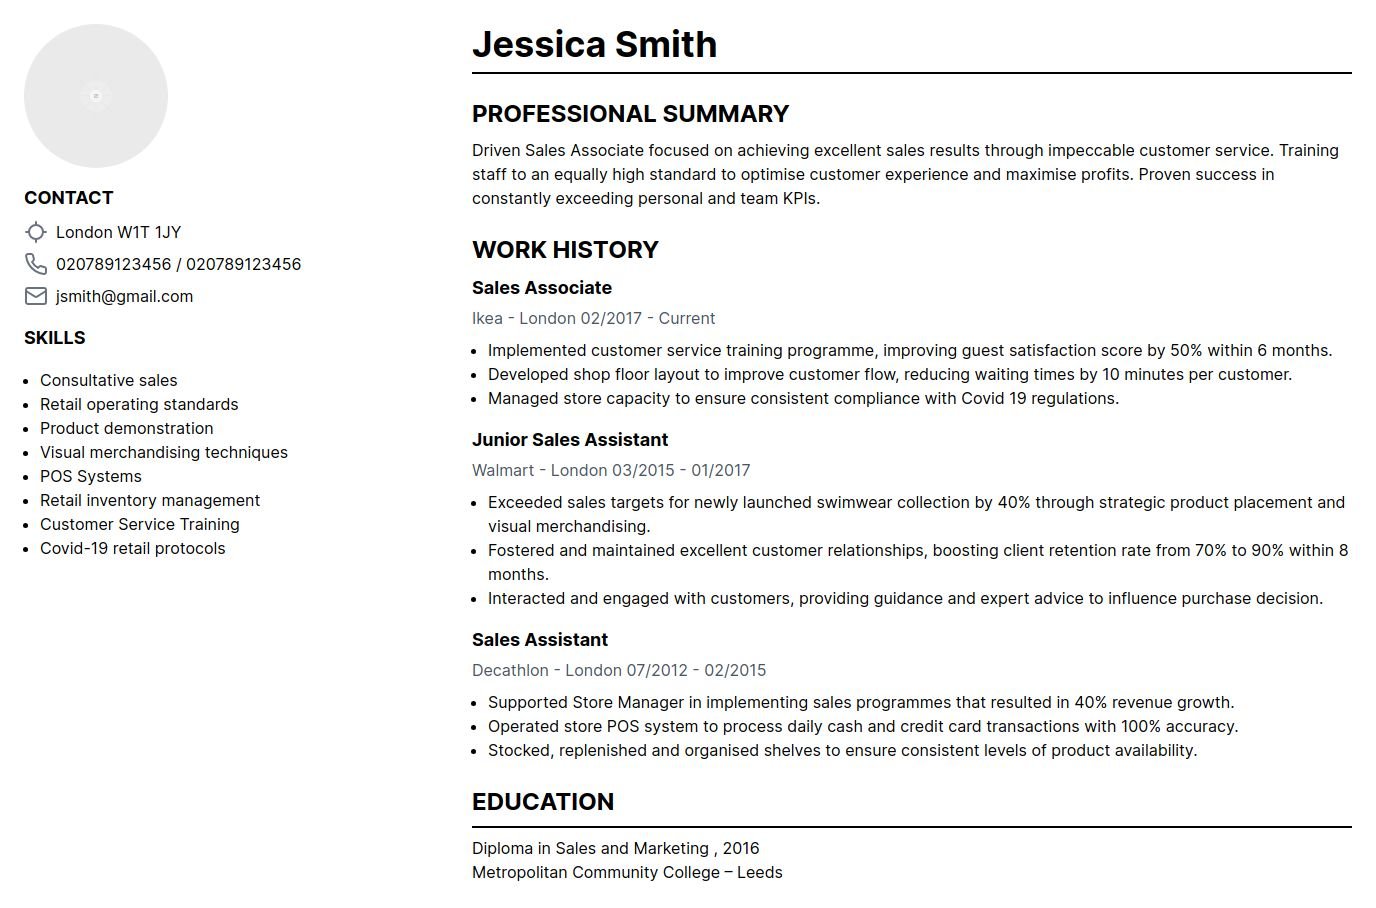 Jessica Smith
CONTACT
London W1T 1JY
020789123456 / 020789123456
jsmith@gmail.com
SKILLS
Consultative sales
Retail operating standards
Product demonstration
Visual merchandising techniques
POS Systems
Retail inventory management
Customer Service Training
Covid-19 retail protocols
PROFESSIONAL SUMMARY
Driven Sales Associate focused on achieving excellent sales results through impeccable customer service. Training
staff to an equally high standard to optimise customer experience and maximise profits. Proven success in
constantly exceeding personal and team KPIs.
WORK HISTORY
Sales Associate
Ikea - London 02/2017 - Current
Implemented customer service training programme, improving guest satisfaction score by 50% within 6 months.
Developed shop floor layout to improve customer flow, reducing waiting times by 10 minutes per customer.
Managed store capacity to ensure consistent compliance with Covid 19 regulations.
Junior Sales Assistant
Walmart - London 03/2015 - 01/2017
Exceeded sales targets for newly launched swimwear collection by 40% through strategic product placement and
visual merchandising.
Fostered and maintained excellent customer relationships, boosting client retention rate from 70% to 90% within 8
months.
Interacted and engaged with customers, providing guidance and expert advice to influence purchase decision.
Sales Assistant
Decathlon - London 07/2012 - 02/2015
Supported Store Manager in implementing sales programmes that resulted in 40% revenue growth.
Operated store POS system to process daily cash and credit card transactions with 100% accuracy.
Stocked, replenished and organised shelves to ensure consistent levels of product availability.
EDUCATION
Diploma in Sales and Marketing , 2016
Metropolitan Community College – Leeds